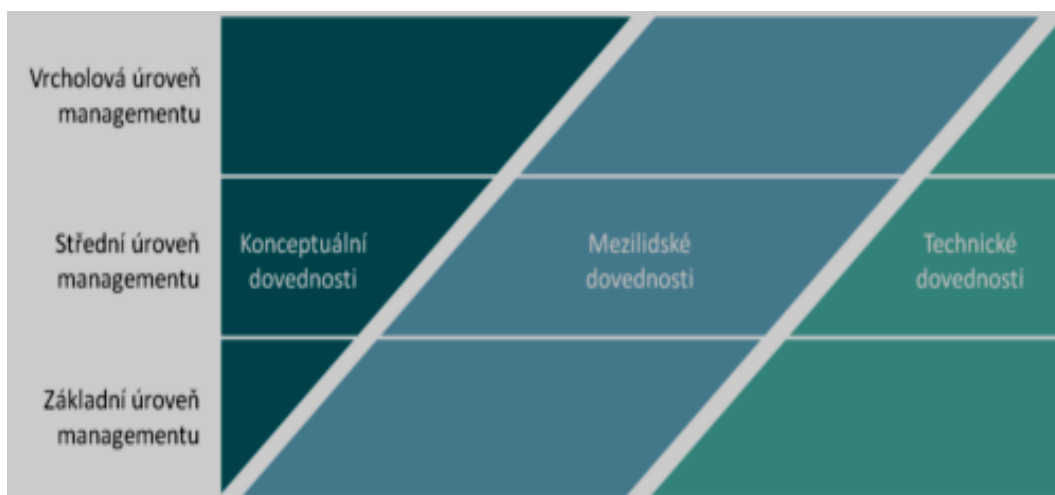 Vrcholová úroveň
managementu
Střední úroveň
managementu
Konceptuální
dovednosti
Mezilidské
dovednosti
Technické
dovednosti
Základní úroveň
managementu